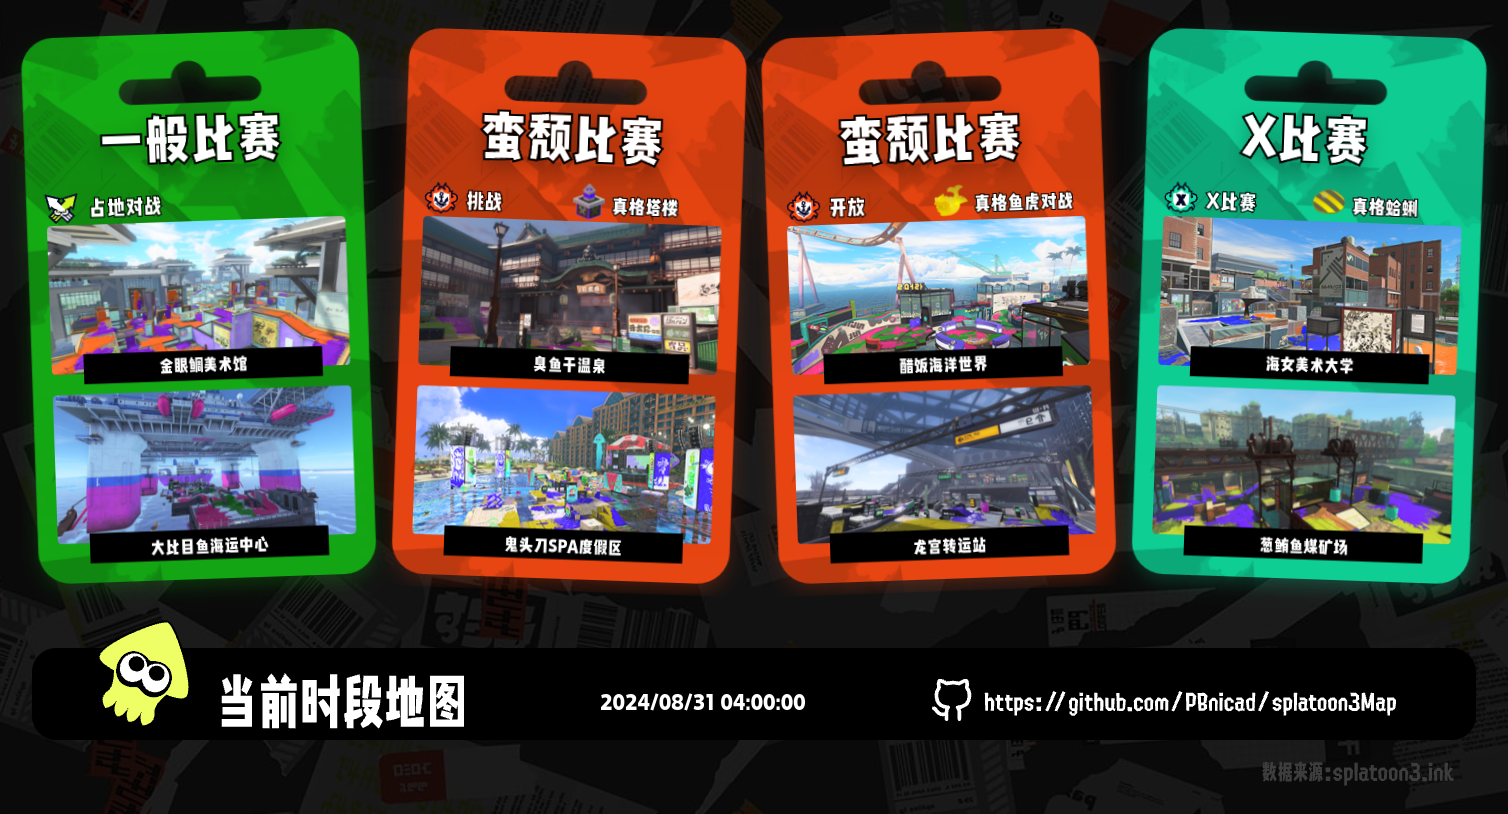 一般比赛
占地对战
金眼鲷美术馆
大比目鱼海运中心
蛮颓比赛
挑战
真格塔楼
臭鱼干温泉
鬼头刀SPA度假区
蛮颓比赛
开放
真格鱼虎对战
醋饭海洋世界
龙宫转运站
X比赛
X比赛
真格蛤蜊
海女美术大学
葱鲔鱼煤矿场
当前时段地图
2024/08/31 04:00:00
https://github.com/PBnicad/splatoon3Map
数据来源:splatoon3.ink